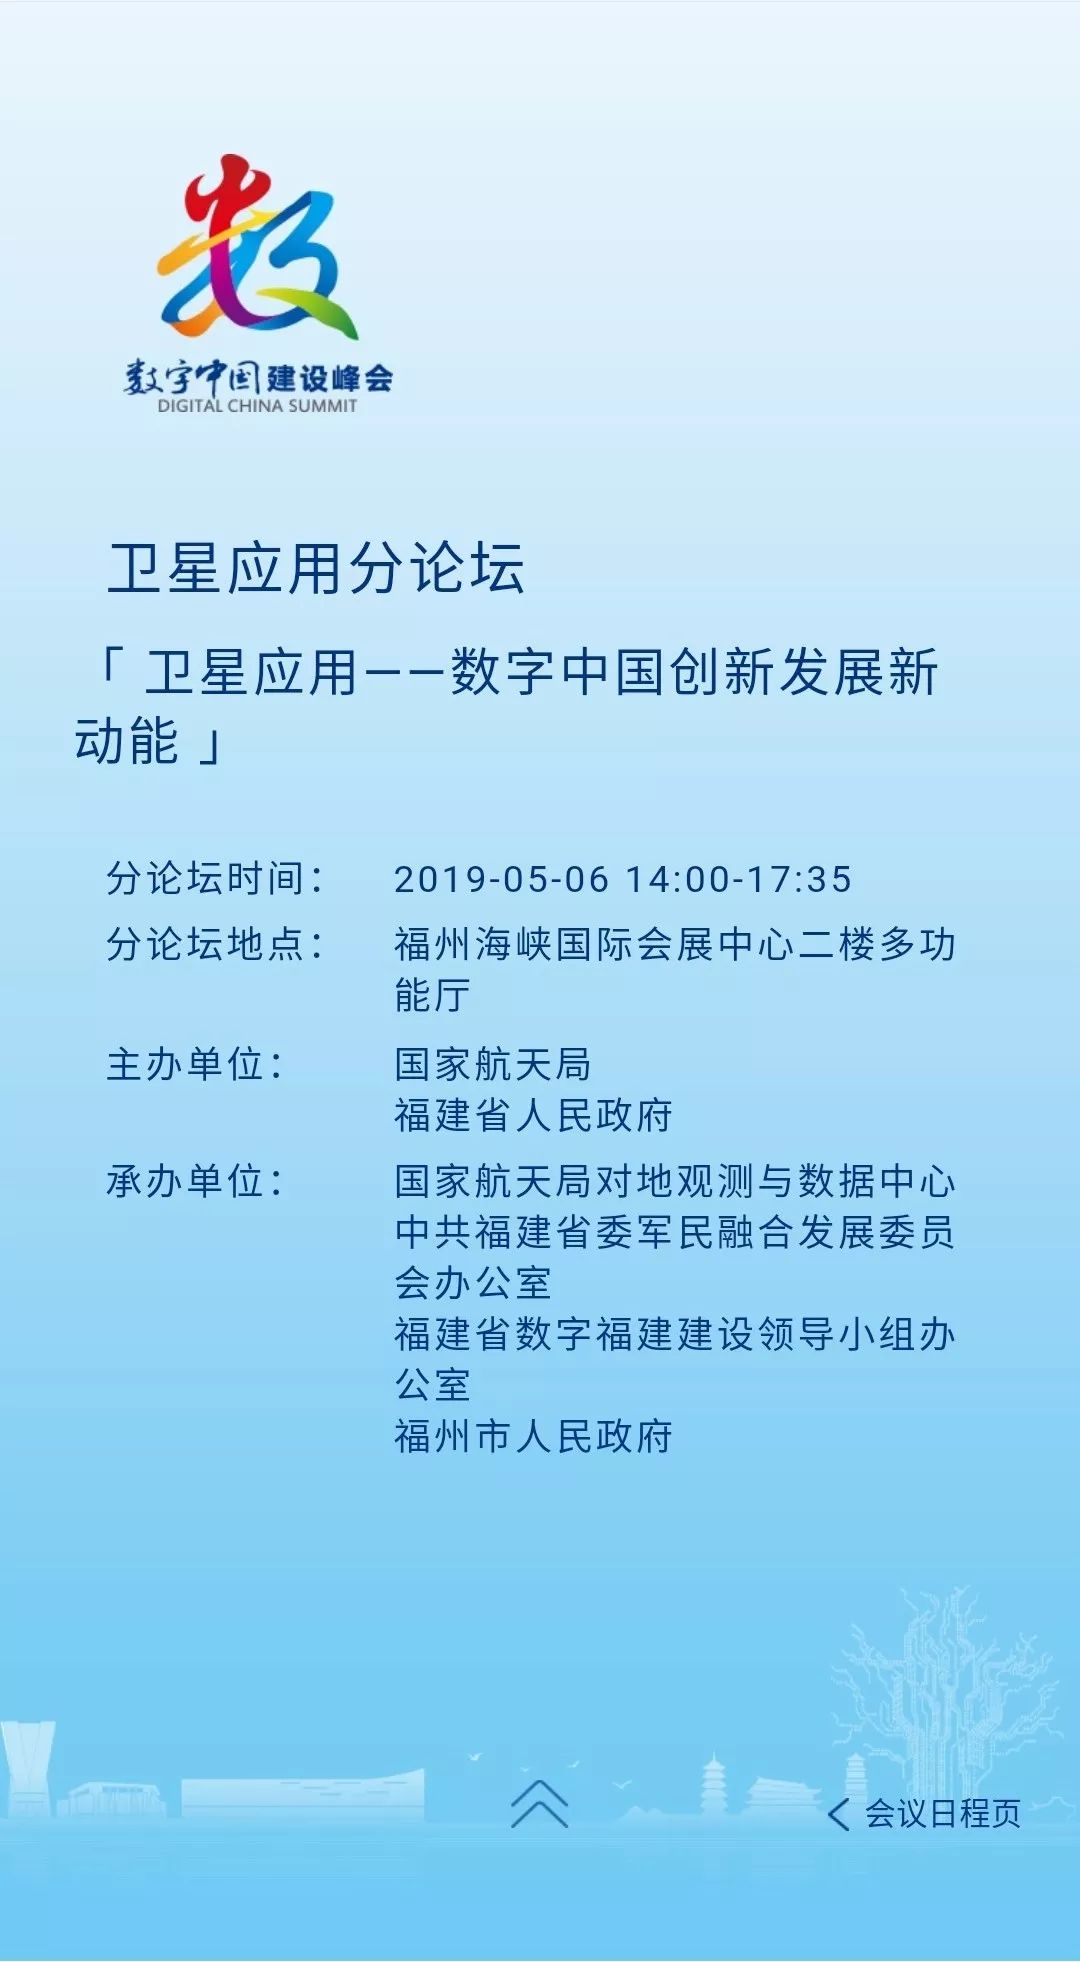 数
数字中国建设峰会
DIGITAL CHINA SUMMIT
卫星应用分论坛
「 卫星应用——数字中国创新发展新
动能 」
分论坛时间： 2019-05-06 14:00-17:35
分论坛地点： 福州海峡国际会展中心二楼多功
能厅
主办单位： 国家航天局
福建省人民政府
承办单位： 国家航天局对地观测与数据中心
中共福建省委军民融合发展委员
会办公室
福建省数字福建建设领导小组办
公室
福州市人民政府
会议日程页